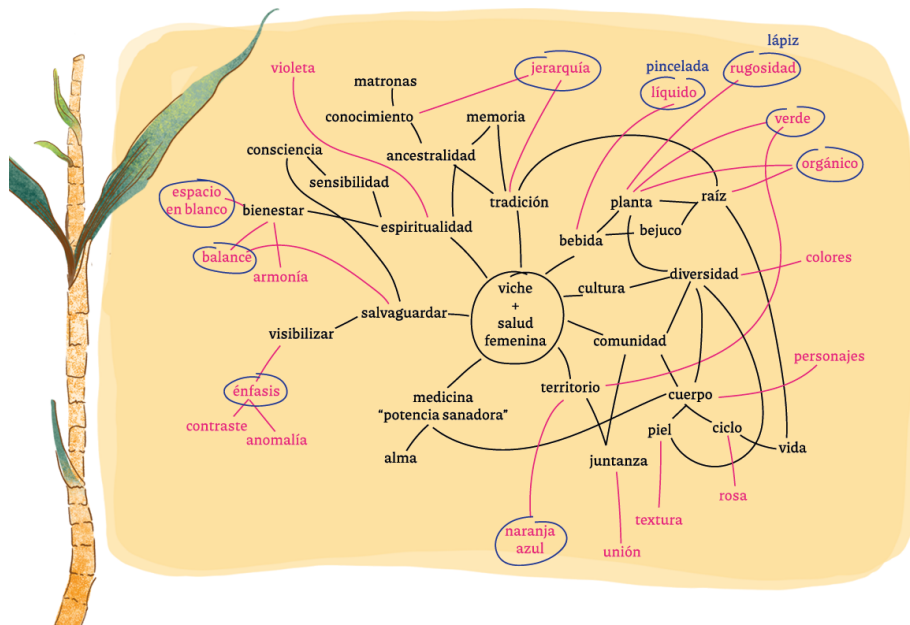 lápiz
violeta
pincelada
jerarquía
rugosidad
matronas
líquido
conocimiento
memoria
verde
consciencia
ancestralidad
orgánico
sensibilidad
espacio
en blanco
bienestar
tradición
planta
raíz
espiritualidad
bejuco
bebida
balance
armonía
colores
diversidad
viche
+
salud
femenina
cultura
salvaguardar
visibilizar
comunidad
personajes
énfasis
territorio
cuerpo
medicina
"potencia sanadora"
contraste
anomalía
piel
ciclo
vida
alma
juntanza
rosa
textura
naranja
azul
unión